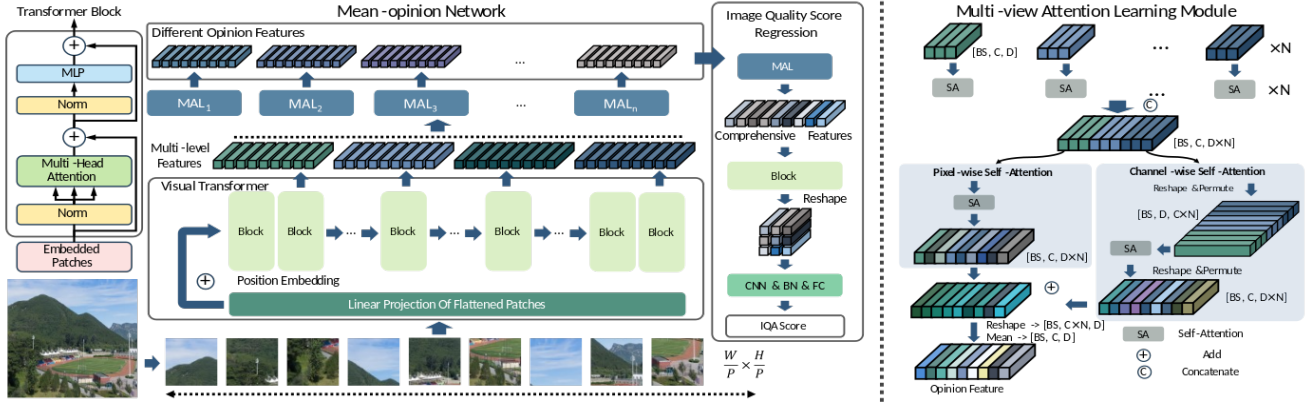 Transformer Block
MLP
Norm
Multi -Head
Attention
Norm
Embedded
Patches
Mean -opinion Network
Different Opinion Features
MAL1
MAL2
MAL3
...
MALn
Multi -level
Features
Visual Transformer
Block
Block
...
Block
...
Block
...
Block
Block
Position Embedding
Linear Projection Of Flattened Patches
W/P × H/P
Image Quality Score
Regression
MAL
Comprehensive Features
Block
Reshape
CNN & BN & FC
IQA Score
Multi -view Attention Learning Module
[BS, C, D]
...
×N
SA
SA
...
SA
×N
C
[BS, C, D×N]
Pixel -wise Self -Attention
SA
[BS, C, D×N]
Channel -wise Self -Attention
Reshape &Permute
[BS, D, C×N]
SA
Reshape &Permute
[BS, C, D×N]
Reshape -> [BS, C×N, D]
Mean -> [BS, C, D]
Opinion Feature
SA Self-Attention
+ Add
C Concatenate